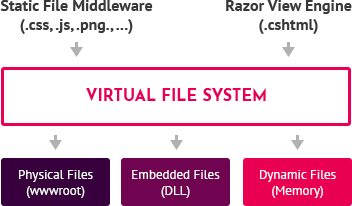 Static File Middleware
(.css, .js, .png., ...)
Razor View Engine
(.cshtml)
VIRTUAL FILE SYSTEM
Physical Files
(wwwroot)
Embedded Files
(DLL)
Dynamic Files
(Memory)